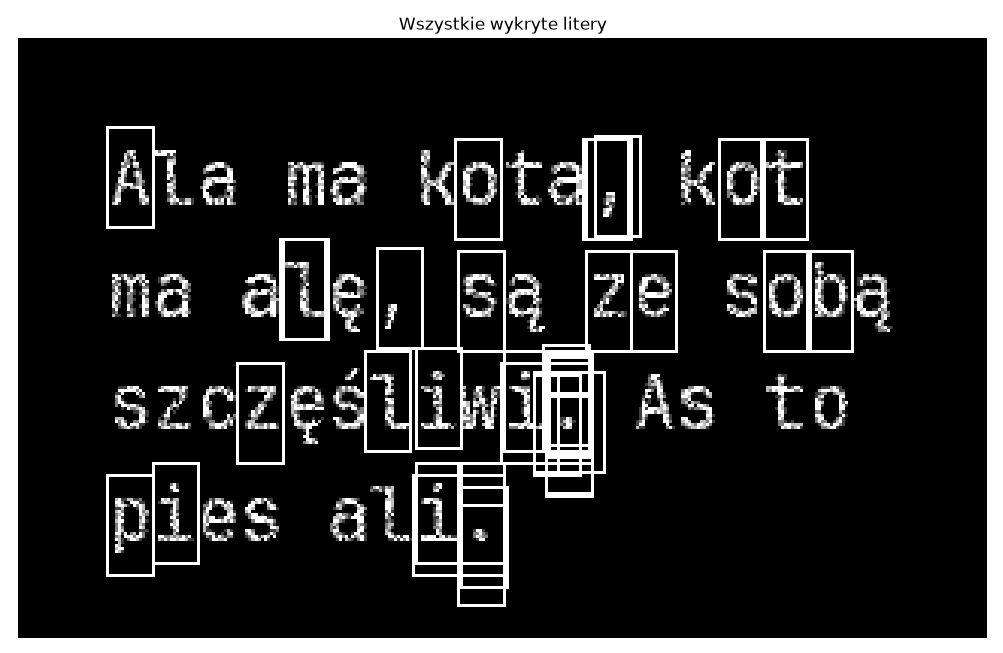 Wszystkie wykryte litery
Ala ma kota, kot
ma alę, są ze sobą
szczęśliwi. As to
pies ali.